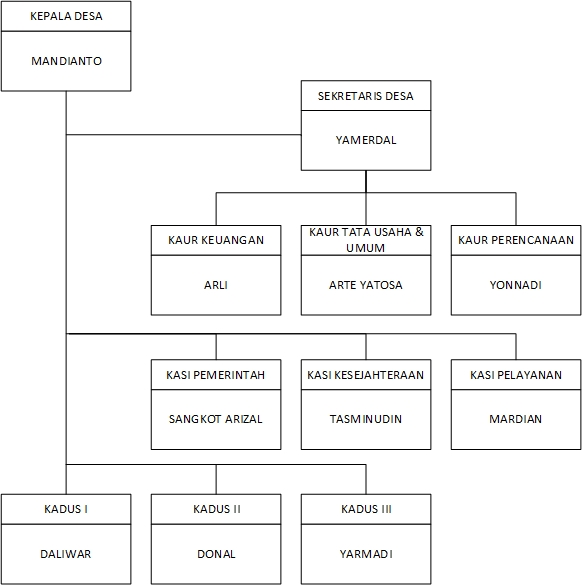 KEPALA DESA
MANDIANTO
SEKRETARIS DESA
YAMERDAL
KAUR KEUANGAN
ARLI
KAUR TATA USAHA &
UMUM
ARTE YATOSA
KAUR PERENCANAAN
YONNADI
KASI PEMERINTAH
SANGKOT ARIZAL
KASI KESEJAHTERAAN
TASMINUDIN
KASI PELAYANAN
MARDIAN
KADUS I
DALIWAR
KADUS II
DONAL
KADUS III
YARMADI